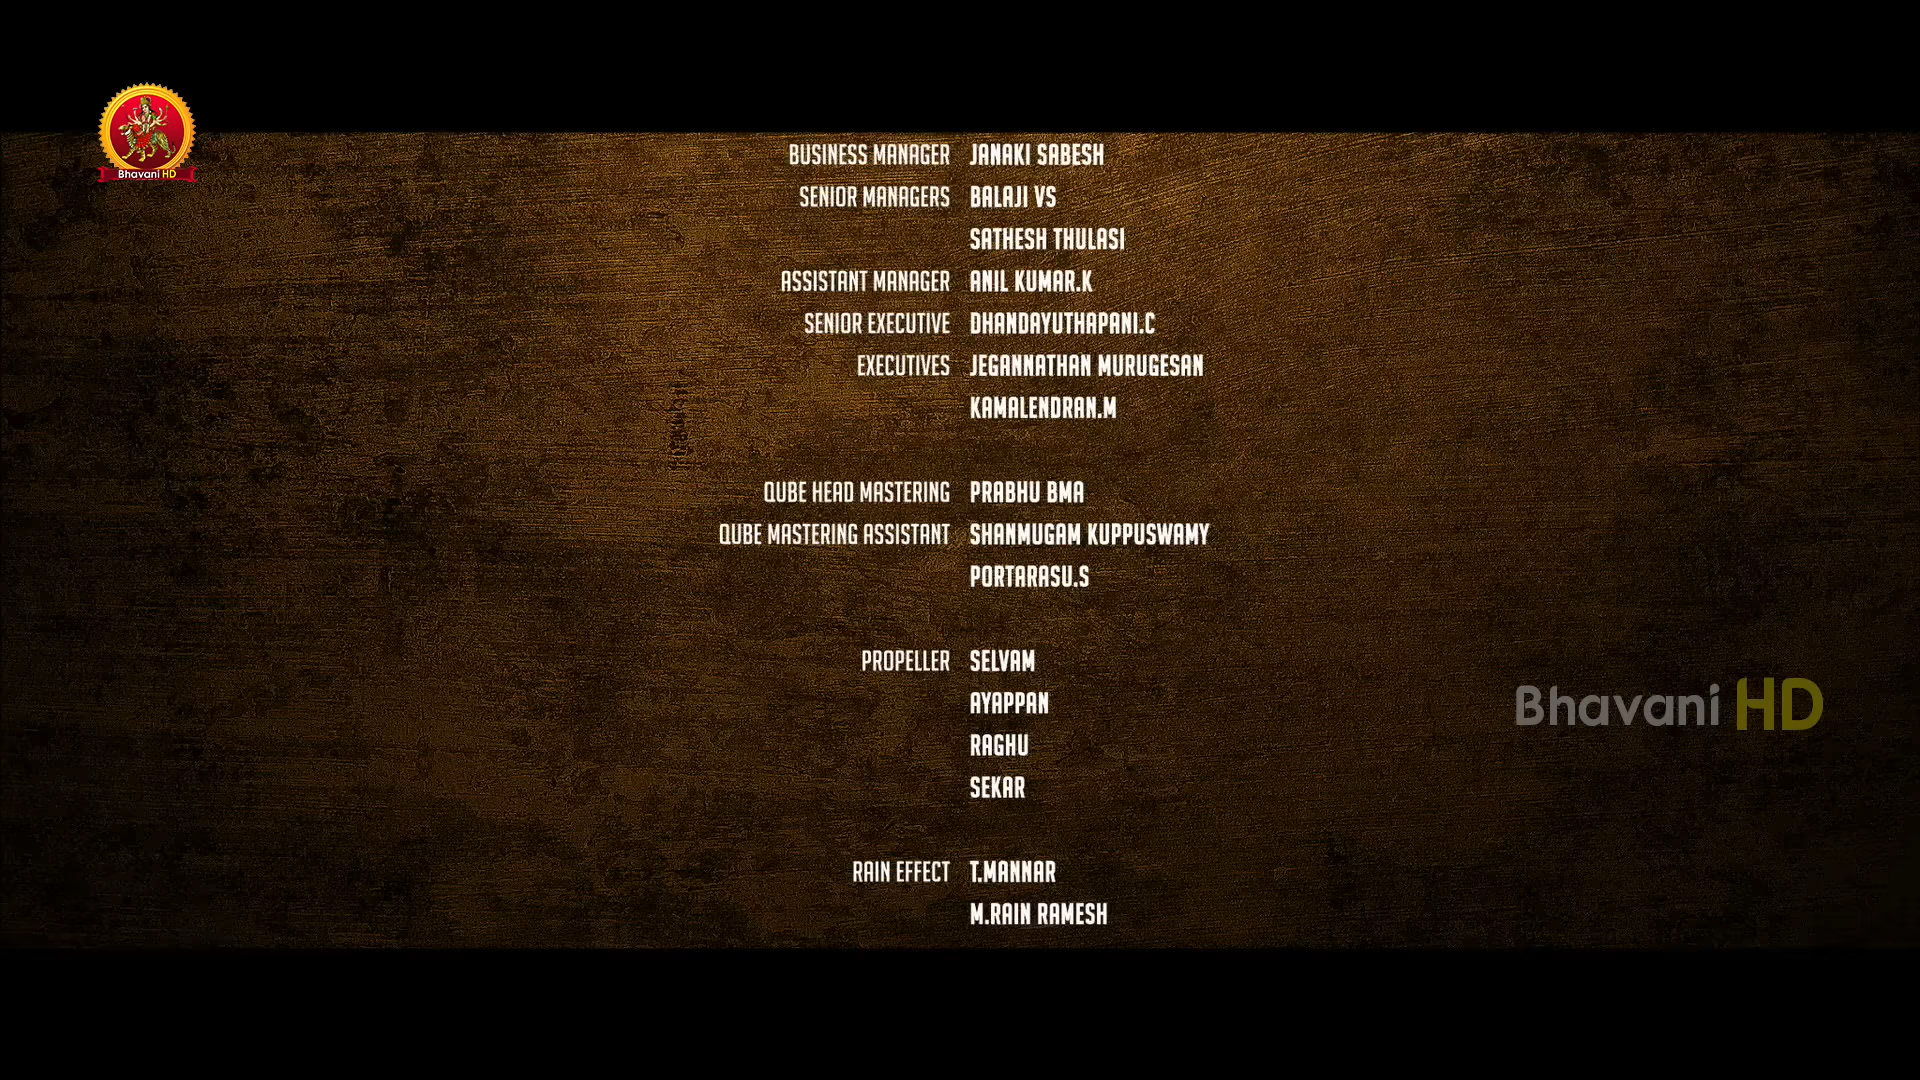 Bhavani HD
BUSINESS MANAGER JANAKI SABESH
SENIOR MANAGERS BALAJI VS
SATHESH THULASI
ASSISTANT MANAGER ANIL KUMAR.K
SENIOR EXECUTIVE DHANDAYUTHAPANI.C
EXECUTIVES JEGANNATHAN MURUGESAN
KAMALENDRAN.M
QUBE HEAD MASTERING PRABHU BMA
QUBE MASTERING ASSISTANT SHANMUGAM KUPPUSWAMY
PORTARASU.S
PROPELLER SELVAM
AYAPPAN
RAGHU
SEKAR
Bhavani HD
RAIN EFFECT T.MANNAR
M.RAIN RAMESH